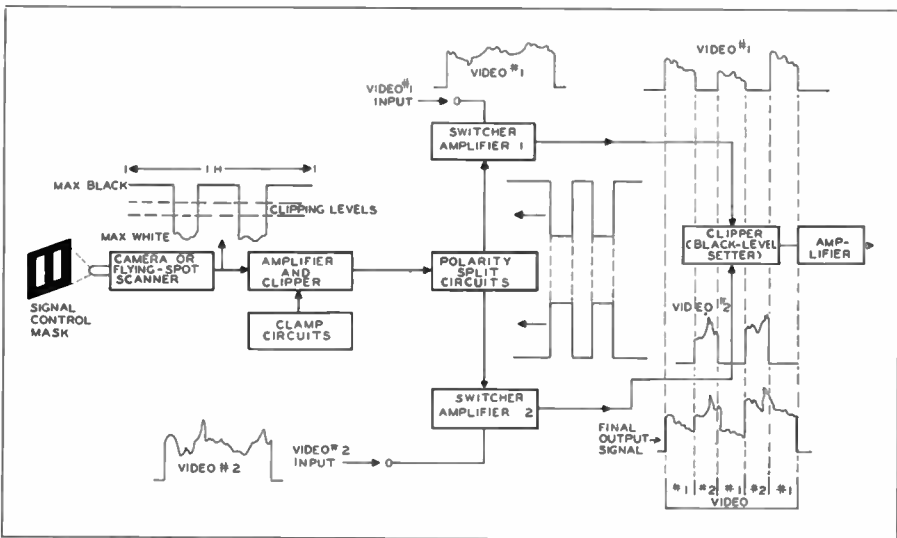 VIDEO #1
VIDEO #1
INPUT
SWITCHER
AMPLIFIER 1
VIDEO #1
1 H
MAX BLACK
CLIPPING LEVELS
MAX WHITE
CAMERA OR
FLYING-SPOT
SCANNER
AMPLIFIER
AND
CLIPPER
POLARITY
SPLIT
CIRCUITS
CLIPPER
(BLACK-LEVEL
SETTER)
AMP-
LIFIER
SIGNAL
CONTROL
MASK
CLAMP
CIRCUITS
VIDEO #2
SWITCHER
AMPLIFIER 2
FINAL
OUTPUT
SIGNAL
VIDEO #2
VIDEO #2
INPUT
#1 #2 #1 #2 #1
VIDEO